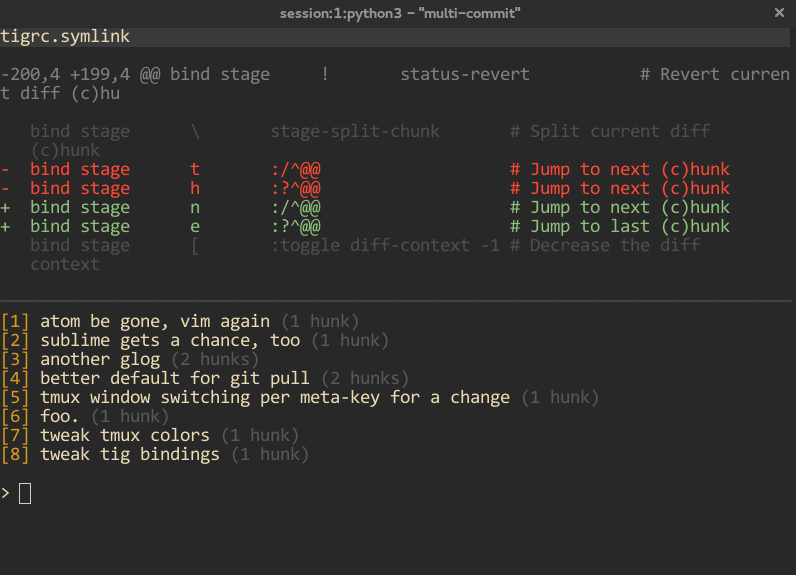 session:1:python3 - "multi-commit"
tigrc.symlink
-200,4 +199,4 @@ bind stage     !       status-revert           # Revert curren
t diff (c)hu
   bind stage      \       stage-split-chunk       # Split current diff
   (c)hunk
-  bind stage      t       :/^@@                   # Jump to next (c)hunk
-  bind stage      h       :?^@@                   # Jump to next (c)hunk
+  bind stage      n       :/^@@                   # Jump to next (c)hunk
+  bind stage      e       :?^@@                   # Jump to last (c)hunk
   bind stage      [       :toggle diff-context -1 # Decrease the diff
   context
[1] atom be gone, vim again (1 hunk)
[2] sublime gets a chance, too (1 hunk)
[3] another glog (2 hunks)
[4] better default for git pull (2 hunks)
[5] tmux window switching per meta-key for a change (1 hunk)
[6] foo. (1 hunk)
[7] tweak tmux colors (1 hunk)
[8] tweak tig bindings (1 hunk)
>